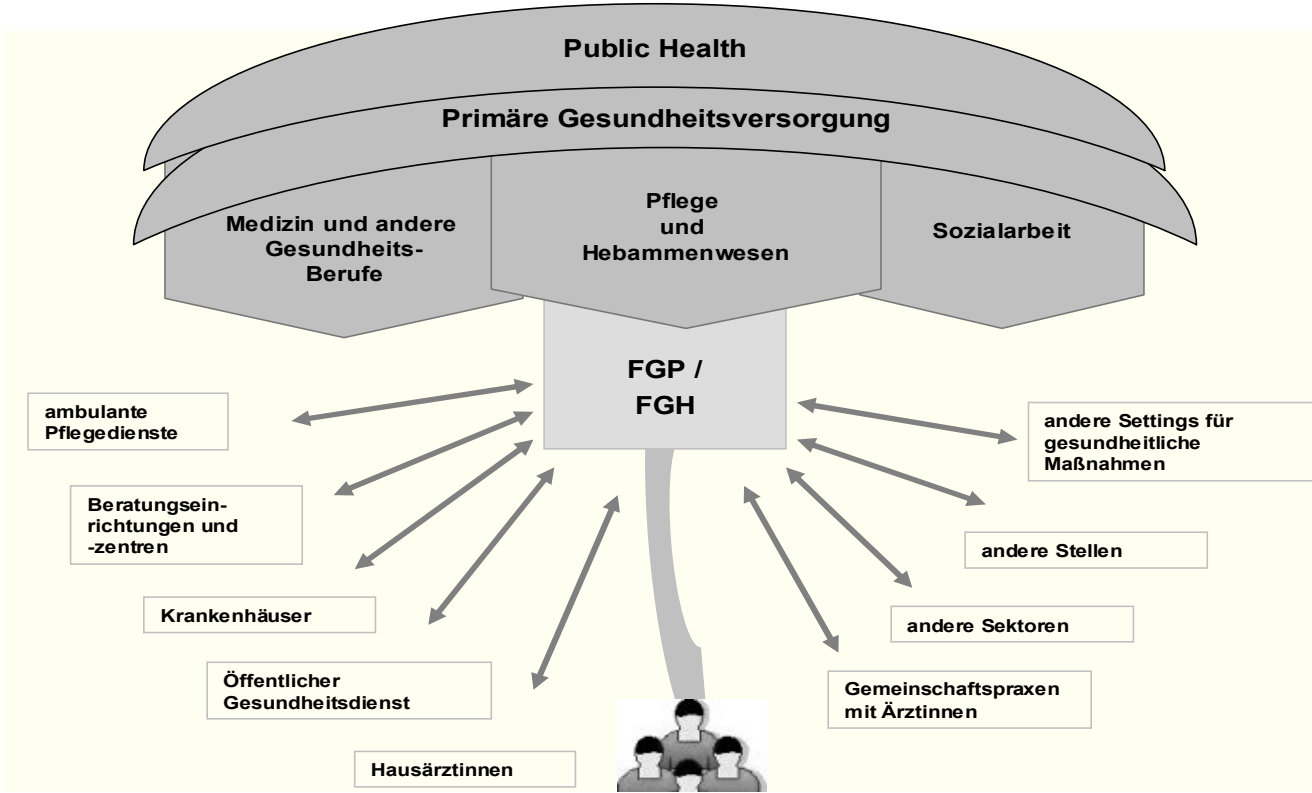 Public Health
Primäre Gesundheitsversorgung
Medizin und andere
Gesundheits-
Berufe
Pflege
und
Hebammenwesen
Sozialarbeit
FGP /
FGH
ambulante
Pflegedienste
Beratungsein-
richtungen und
-zentren
Krankenhäuser
Öffentlicher
Gesundheitsdienst
Hausärztinnen
andere Settings für
gesundheitliche
Maßnahmen
andere Stellen
andere Sektoren
Gemeinschaftspraxen
mit Ärztinnen